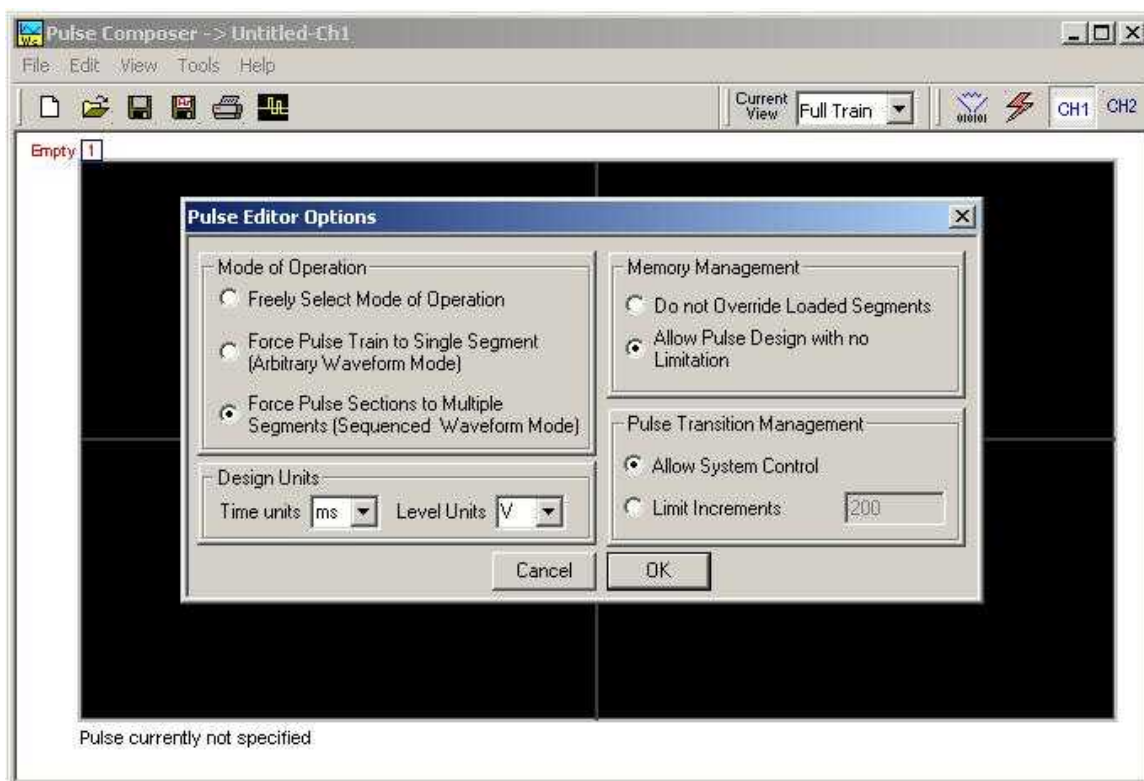 Pulse Composer -> Untitled-Ch1
File Edit View Tools Help
Current View Full Train
CH1 CH2
Empty 1
Pulse Editor Options
Mode of Operation
Freely Select Mode of Operation
Force Pulse Train to Single Segment
(Arbitrary Waveform Mode)
Force Pulse Sections to Multiple
Segments (Sequenced Waveform Mode)
Design Units
Time units ms Level Units V
Memory Management
Do not Override Loaded Segments
Allow Pulse Design with no
Limitation
Pulse Transition Management
Allow System Control
Limit Increments 200
Cancel OK
Pulse currently not specified